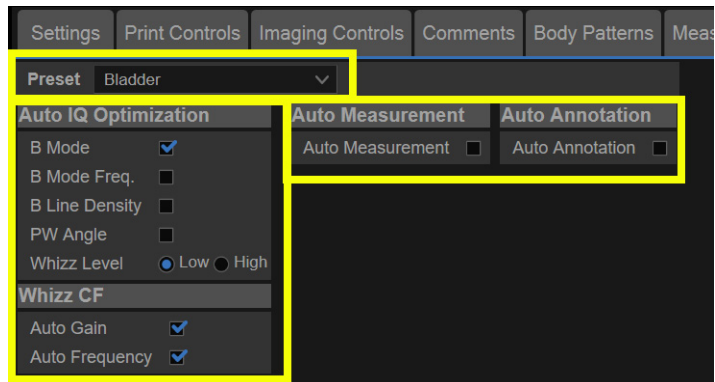 Settings Print Controls Imaging Controls Comments Body Patterns Meas
Preset Bladder
Auto IQ Optimization
B Mode
B Mode Freq.
B Line Density
PW Angle
Whizz Level Low High
Whizz CF
Auto Gain
Auto Frequency
Auto Measurement
Auto Measurement
Auto Annotation
Auto Annotation